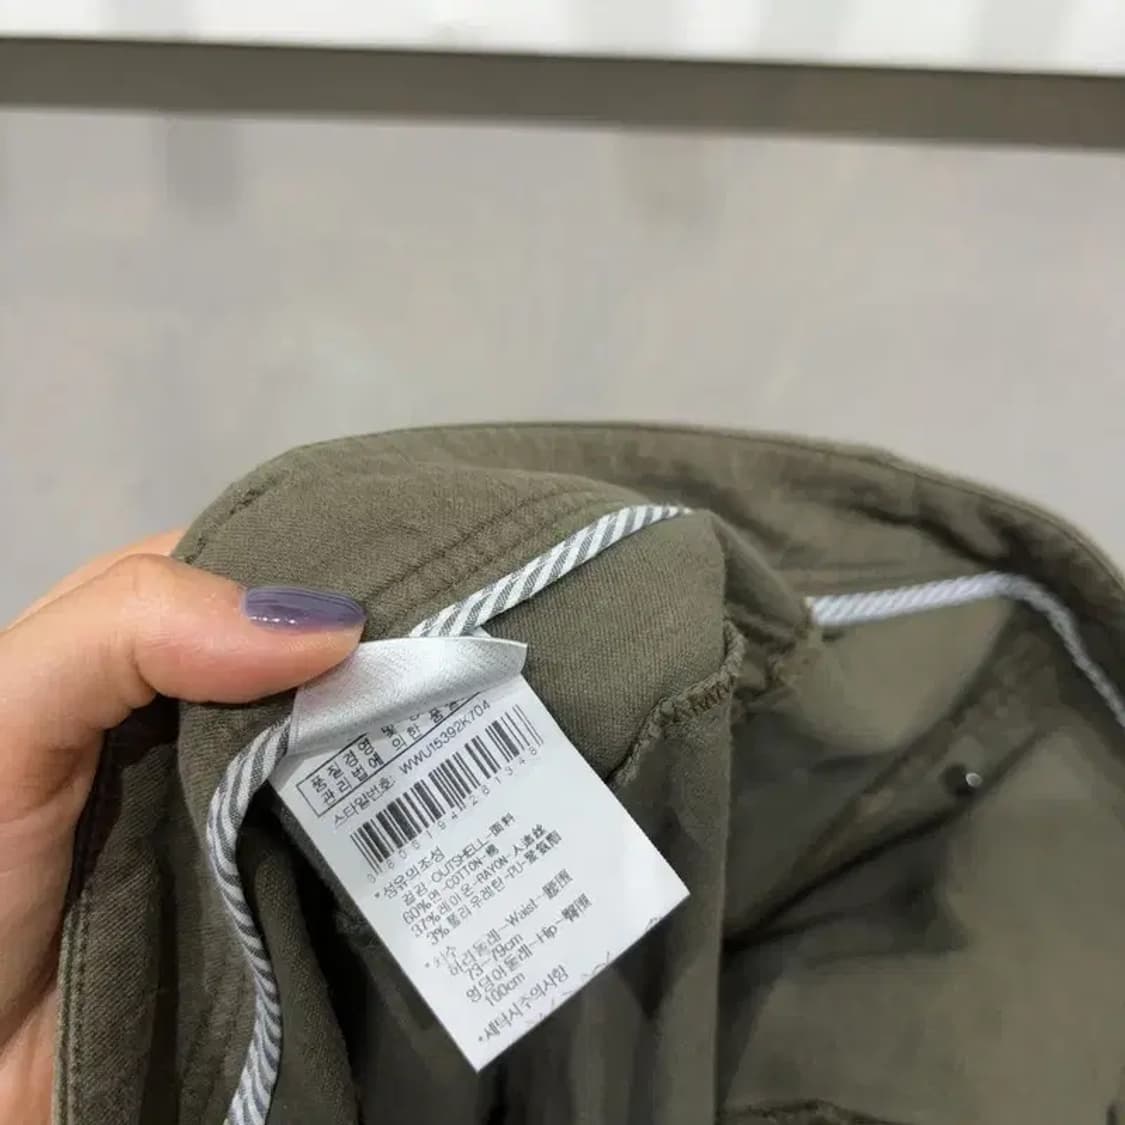 품질경영 및
관리법에 의한 품
스타일번호: WWU15392K704
*섬유의조성
겉감-OUTSHELL-面料
60%면-COTTON-棉
37%레이온-RAYON-人造丝
3%폴리우레탄-PU-聚氨酯
*치수
허리둘레-Waist-腰围
73-79cm
엉덩이둘레-Hip-臀围
100cm
*세탁시주의사항